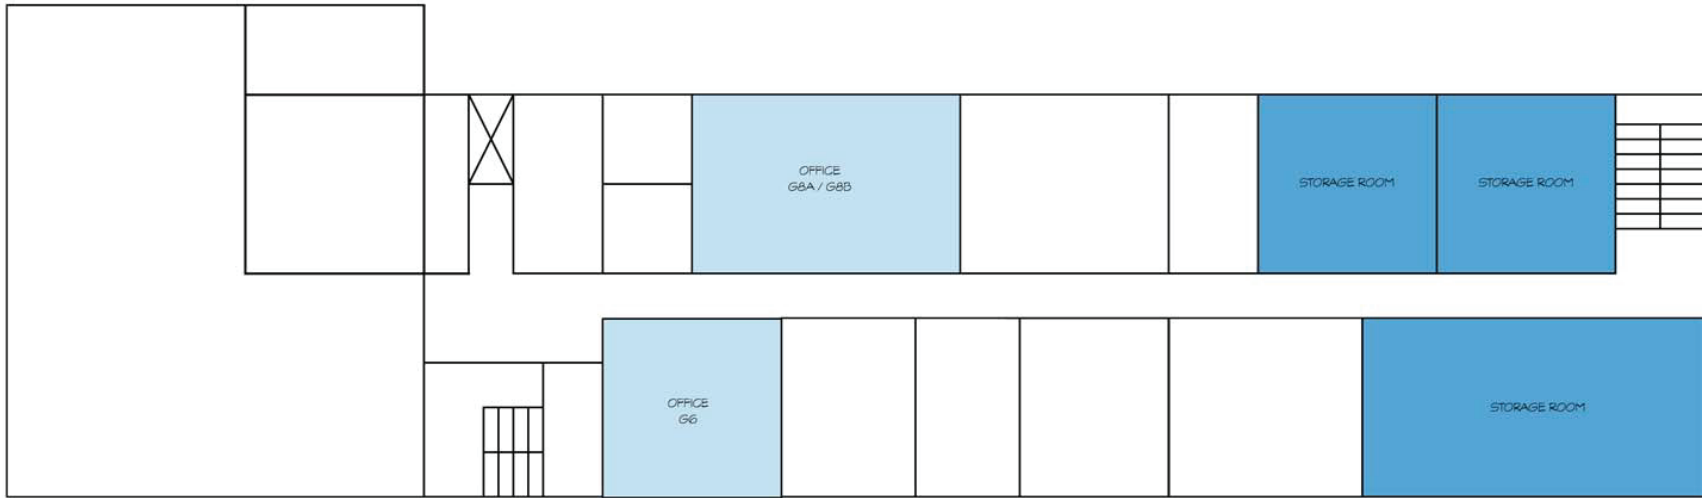 OFFICE
G8A / G8B
STORAGE ROOM
STORAGE ROOM
OFFICE
G6
STORAGE ROOM